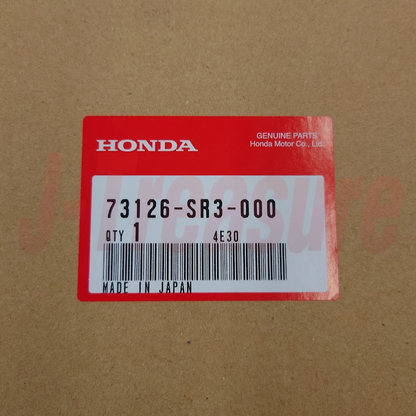 HONDA
GENUINE PARTS
Honda Motor Co., Ltd.
73126-SR3-000
QTY 1 4E30
MADE IN JAPAN
J-Treasure